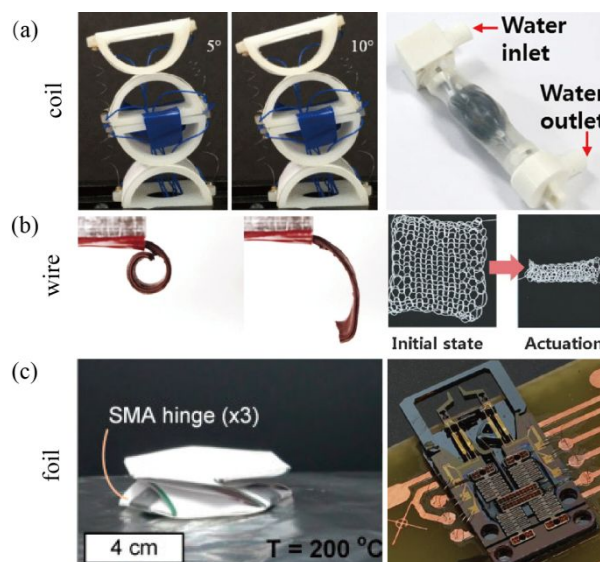 (a)
coil
5°
10°
Water
inlet
Water
outlet
(b)
wire
Initial state
Actuation
(c)
foil
SMA hinge (x3)
4 cm
T = 200 °C